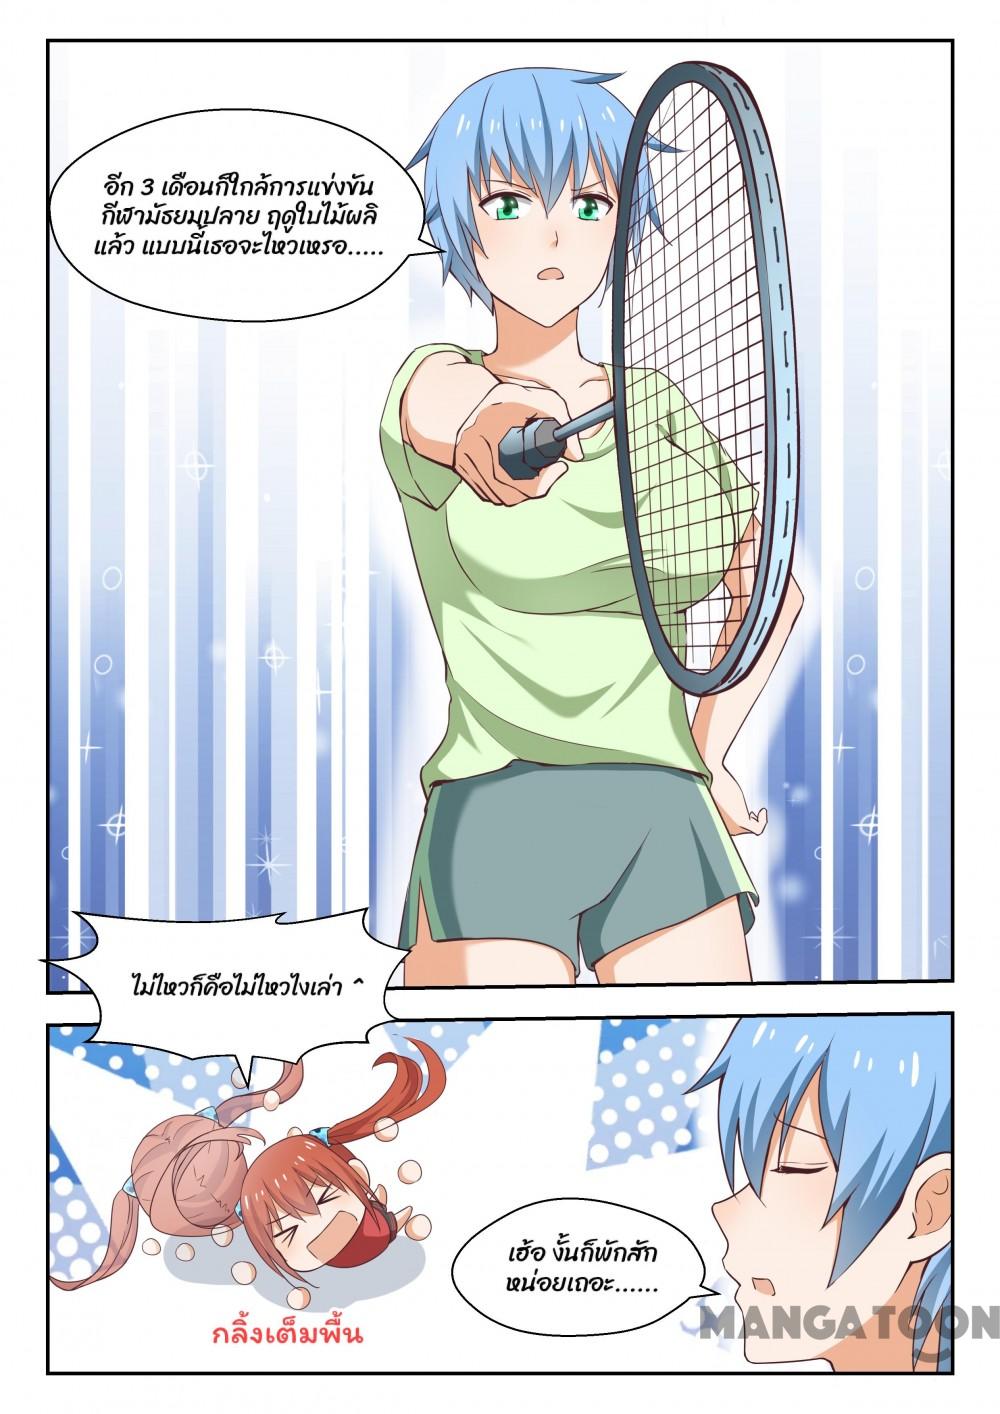 อีก 3 เดือนก็ใกล้การแข่งขัน
กีฬามัธยมปลาย ฤดูใบไม้ผลิ
แล้ว แบบนี้เธอจะไหวเหรอ.....
ไม่ไหวก็คือไม่ไหวไงเล่า ^
กลิ้งเต็มพื้น
เฮ้อ งั้นก็พักสัก
หน่อยเถอะ......
MANGATOON